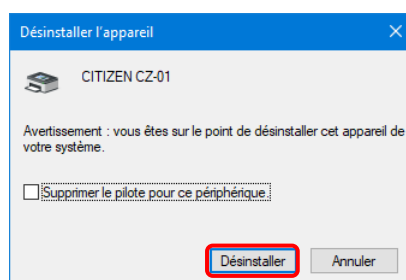 Désinstaller l'appareil
CITIZEN CZ-01
Avertissement : vous êtes sur le point de désinstaller cet appareil de
votre système.
Supprimer le pilote pour ce périphérique.
Désinstaller Annuler